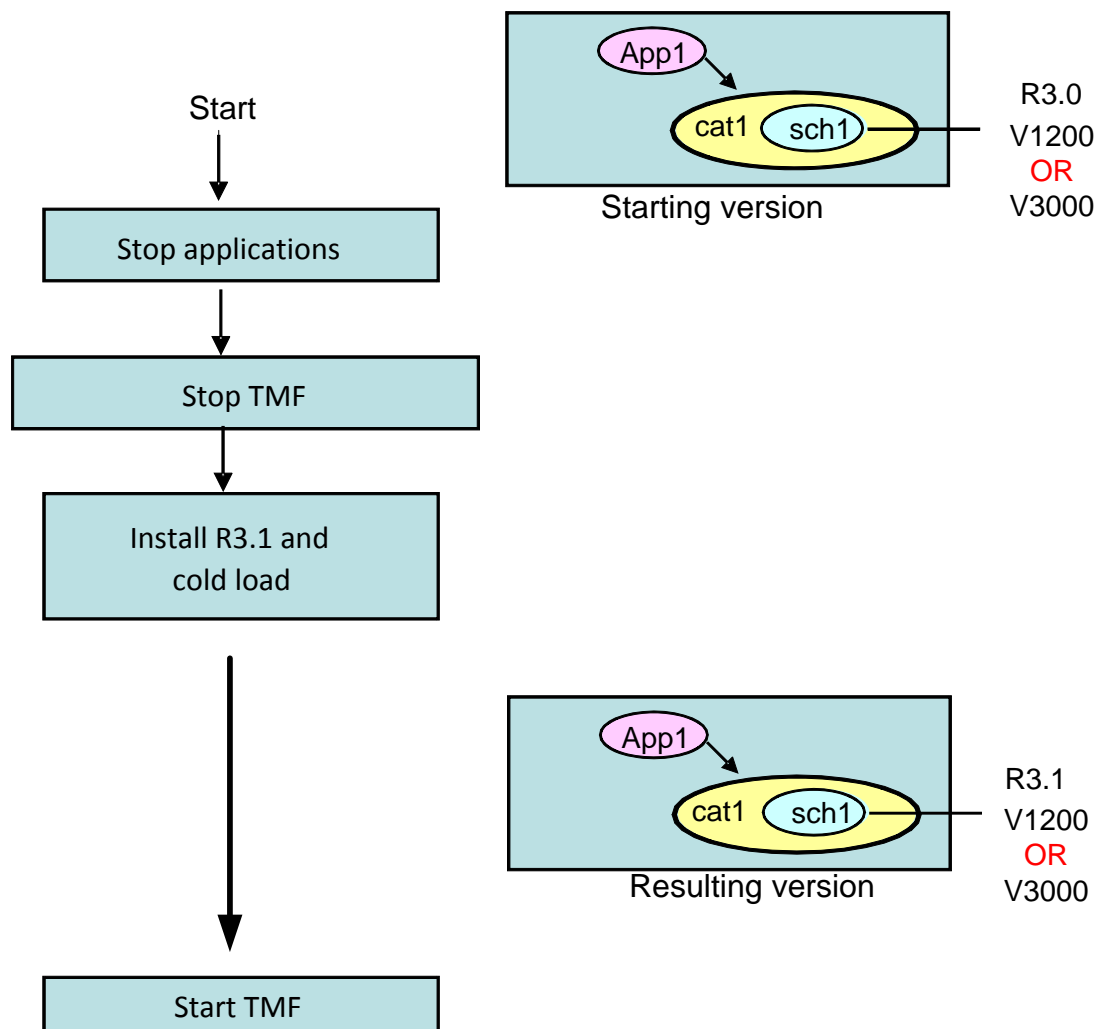 Start
Stop applications
Stop TMF
Install R3.1 and
cold load
Start TMF
App1
cat1
sch1
Starting version
R3.0
V1200
OR
V3000
App1
cat1
sch1
Resulting version
R3.1
V1200
OR
V3000